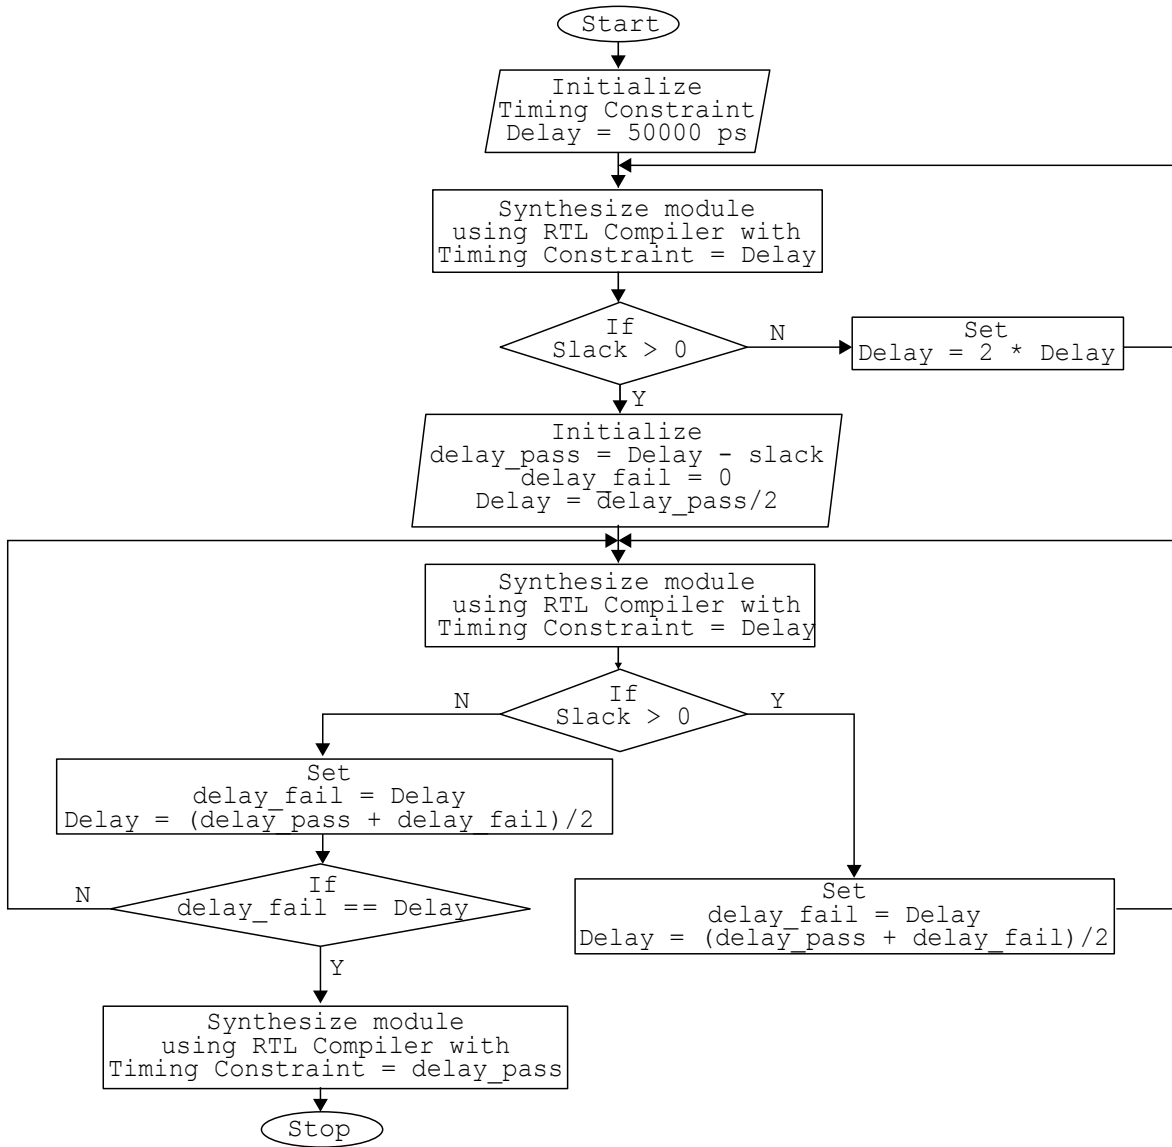 Start
Initialize
Timing Constraint
Delay = 50000 ps
Synthesize module
using RTL Compiler with
Timing Constraint = Delay
If
Slack > 0
N
Set
Delay = 2 * Delay
Y
Initialize
delay_pass = Delay - slack
delay_fail = 0
Delay = delay_pass/2
Synthesize module
using RTL Compiler with
Timing Constraint = Delay
If
Slack > 0
N
Y
Set
delay_fail = Delay
Delay = (delay_pass + delay_fail)/2
If
delay_fail == Delay
N
Set
delay_fail = Delay
Delay = (delay_pass + delay_fail)/2
Y
Synthesize module
using RTL Compiler with
Timing Constraint = delay_pass
Stop